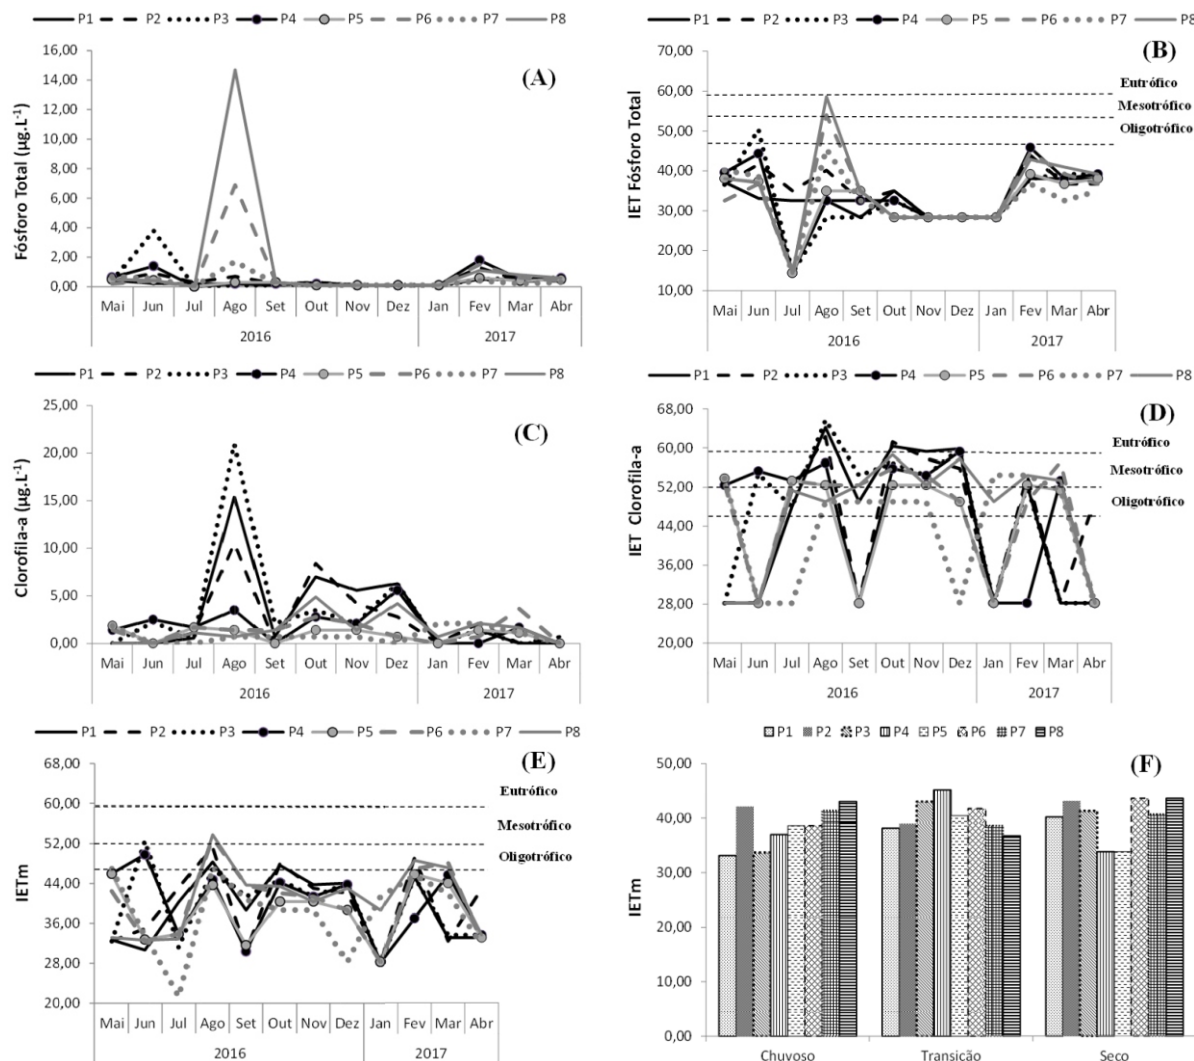 P1 P2 P3 P4 P5 P6 P7 P8
(A)
Fósforo Total (µg.L⁻¹)
16,00
14,00
12,00
10,00
8,00
6,00
4,00
2,00
0,00
Mai Jun Jul Ago Set Out Nov Dez Jan Fev Mar Abr
2016 2017
P1 P2 P3 P4 P5 P6 P7 P8
(B)
IET Fósforo Total
70,00
60,00
50,00
40,00
30,00
20,00
10,00
Eutrófico
Mesotrófico
Oligotrófico
Mai Jun Jul Ago Set Out Nov Dez Jan Fev Mar Abr
2016 2017
P1 P2 P3 P4 P5 P6 P7 P8
(C)
Clorofila-a (µg.L⁻¹)
25,00
20,00
15,00
10,00
5,00
0,00
Mai Jun Jul Ago Set Out Nov Dez Jan Fev Mar Abr
2016 2017
P1 P2 P3 P4 P5 P6 P7 P8
(D)
IET Clorofila-a
68,00
60,00
52,00
44,00
36,00
28,00
20,00
Eutrófico
Mesotrófico
Oligotrófico
Mai Jun Jul Ago Set Out Nov Dez Jan Fev Mar Abr
2016 2017
P1 P2 P3 P4 P5 P6 P7 P8
(E)
IETm
68,00
60,00
52,00
44,00
36,00
28,00
20,00
Eutrófico
Mesotrófico
Oligotrófico
Mai Jun Jul Ago Set Out Nov Dez Jan Fev Mar Abr
2016 2017
P1 P2 P3 P4 P5 P6 P7 P8
(F)
IETm
50,00
40,00
30,00
20,00
10,00
0,00
Chuvoso Transição Seco